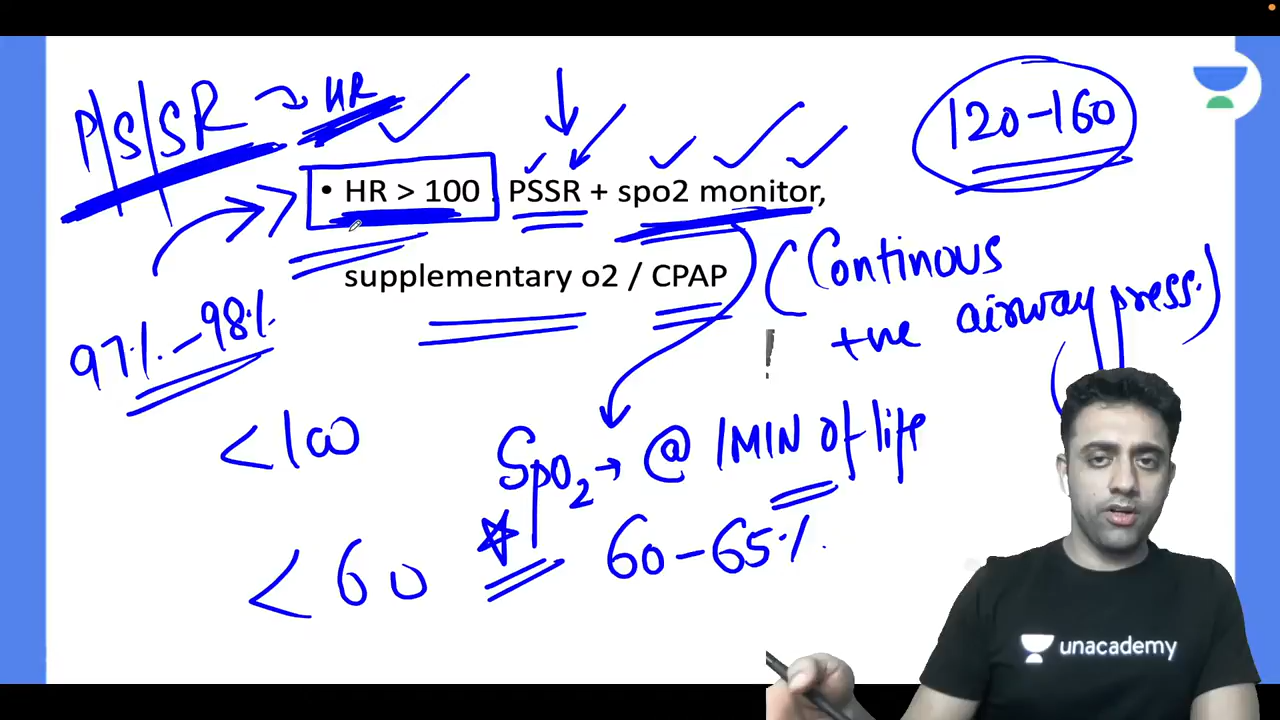 P/S/SR → HR
120-160
• HR > 100, PSSR + spo2 monitor,
supplementary o2 / CPAP
(Continous
+ve airway press.)
97%.-98%
<100
SpO2 → @ 1MIN of life
60-65%.
<60
unacademy